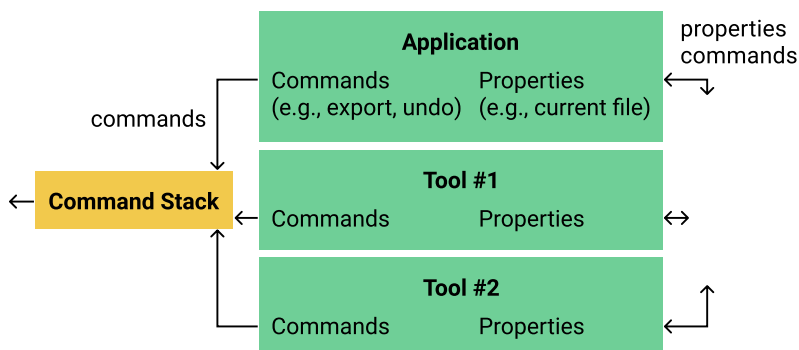 Application
properties
commands
Commands
(e.g., export, undo)
Properties
(e.g., current file)
commands
Command Stack
Tool #1
Commands
Properties
Tool #2
Commands
Properties